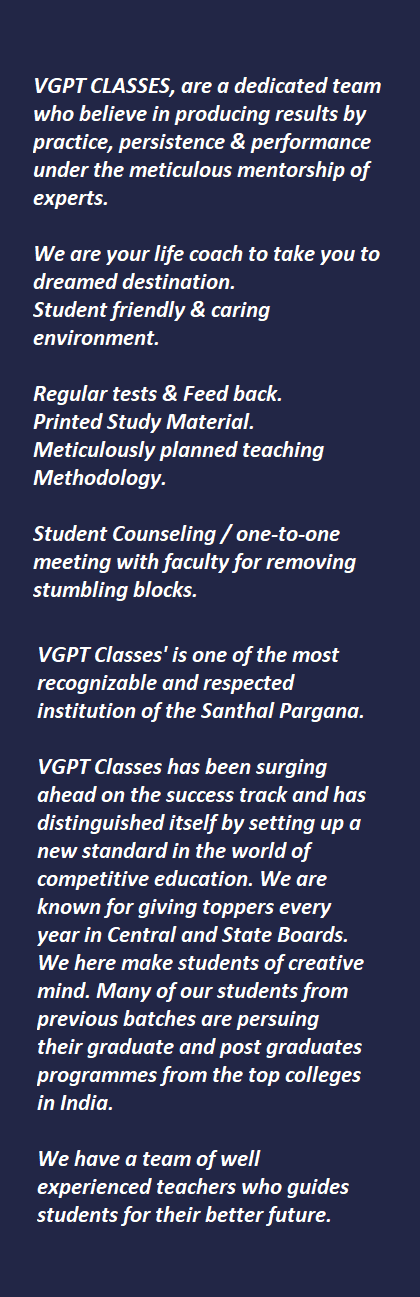 VGPT CLASSES, are a dedicated team
who believe in producing results by
practice, persistence & performance
under the meticulous mentorship of
experts.
We are your life coach to take you to
dreamed destination.
Student friendly & caring
environment.
Regular tests & Feed back.
Printed Study Material.
Meticulously planned teaching
Methodology.
Student Counseling / one-to-one
meeting with faculty for removing
stumbling blocks.
VGPT Classes' is one of the most
recognizable and respected
institution of the Santhal Pargana.
VGPT Classes has been surging
ahead on the success track and has
distinguished itself by setting up a
new standard in the world of
competitive education. We are
known for giving toppers every
year in Central and State Boards.
We here make students of creative
mind. Many of our students from
previous batches are persuing
their graduate and post graduates
programmes from the top colleges
in India.
We have a team of well
experienced teachers who guides
students for their better future.